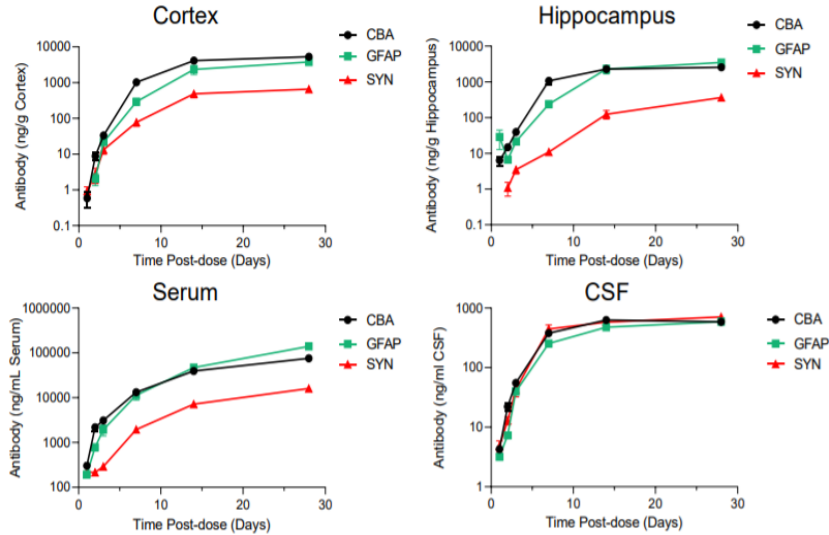 Cortex
CBA
GFAP
SYN
Antibody (ng/g Cortex)
10000
1000
100
10
1
0.1
0
10
20
30
Time Post-dose (Days)
Hippocampus
CBA
GFAP
SYN
Antibody (ng/g Hippocampus)
10000
1000
100
10
1
0.1
0
10
20
30
Time Post-dose (Days)
Serum
CBA
GFAP
SYN
Antibody (ng/mL Serum)
1000000
100000
10000
1000
100
0
10
20
30
Time Post-dose (Days)
CSF
CBA
GFAP
SYN
Antibody (ng/ml CSF)
1000
100
10
1
0
10
20
30
Time Post-dose (Days)